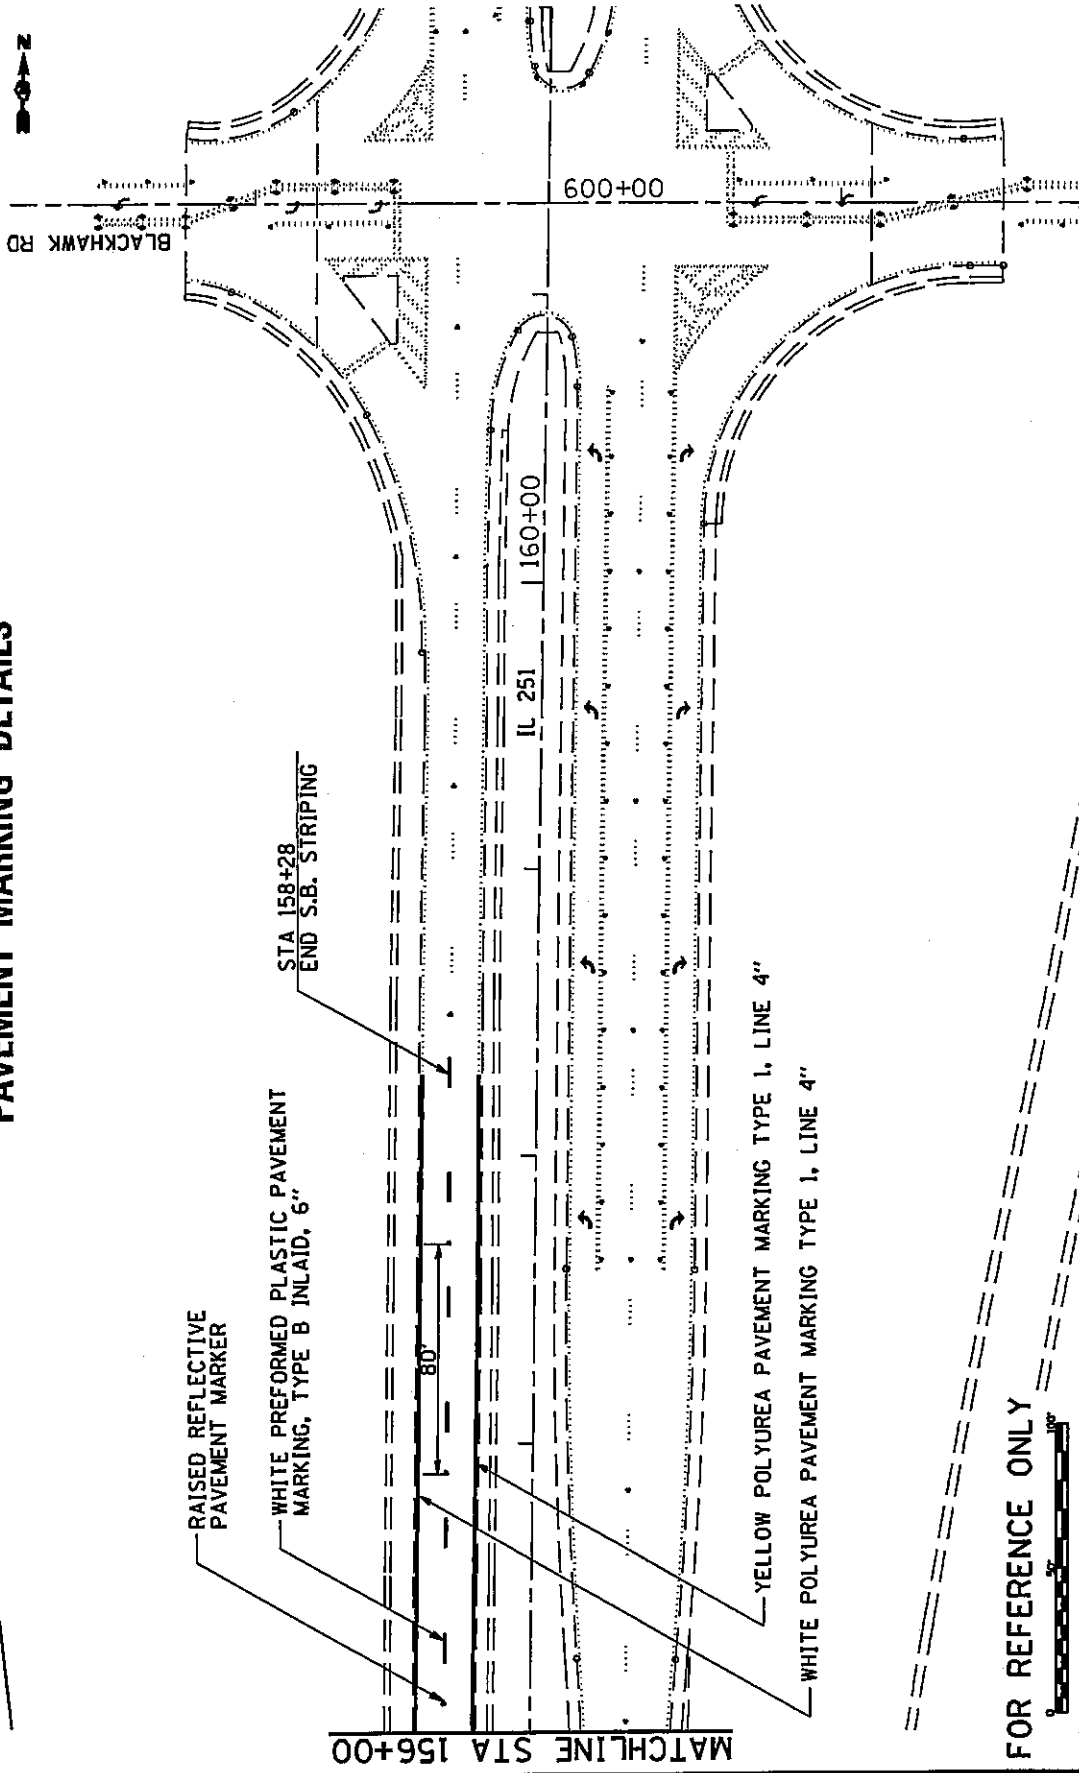 PAVEMENT MARKING DETAILS
N
BLACKHAWK RD
600+00
160+00
IL 251
STA 158+28
END S.B. STRIPING
RAISED REFLECTIVE
PAVEMENT MARKER
WHITE PREFORMED PLASTIC PAVEMENT
MARKING, TYPE B INLAID, 6"
80'
YELLOW POLYUREA PAVEMENT MARKING TYPE 1, LINE 4"
WHITE POLYUREA PAVEMENT MARKING TYPE 1, LINE 4"
MATCHLINE STA 156+00
FOR REFERENCE ONLY
0 50' 100'